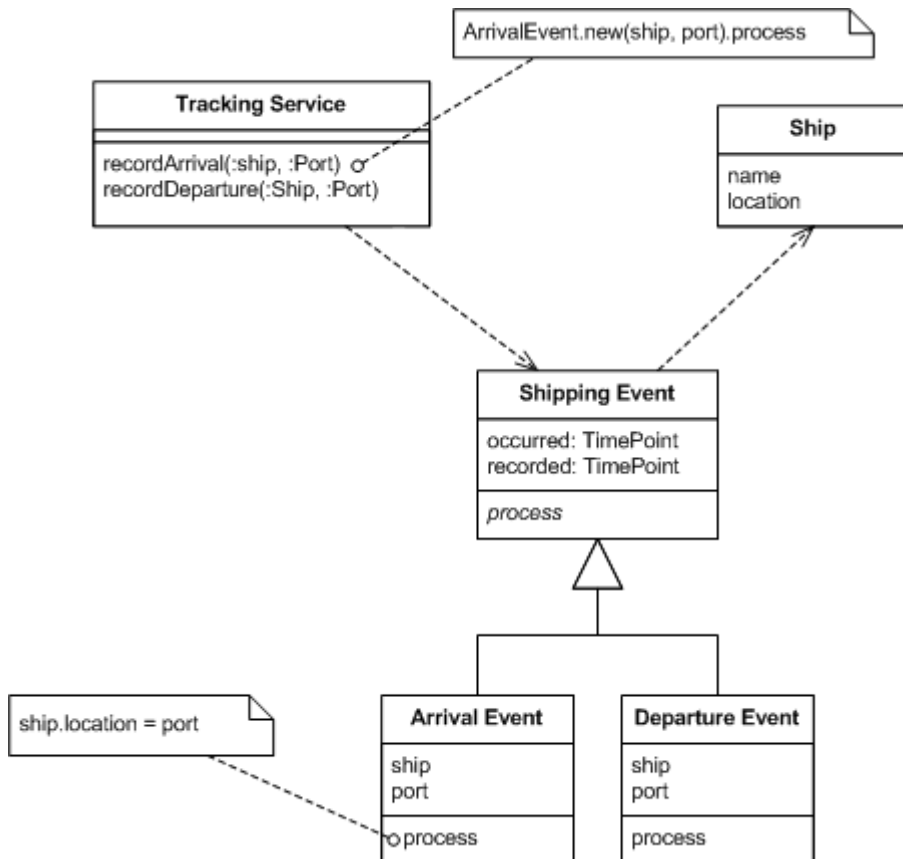 ArrivalEvent.new(ship, port).process
Tracking Service
recordArrival(:ship, :Port)
recordDeparture(:Ship, :Port)
Ship
name
location
Shipping Event
occurred: TimePoint
recorded: TimePoint
process
ship.location = port
Arrival Event
ship
port
process
Departure Event
ship
port
process